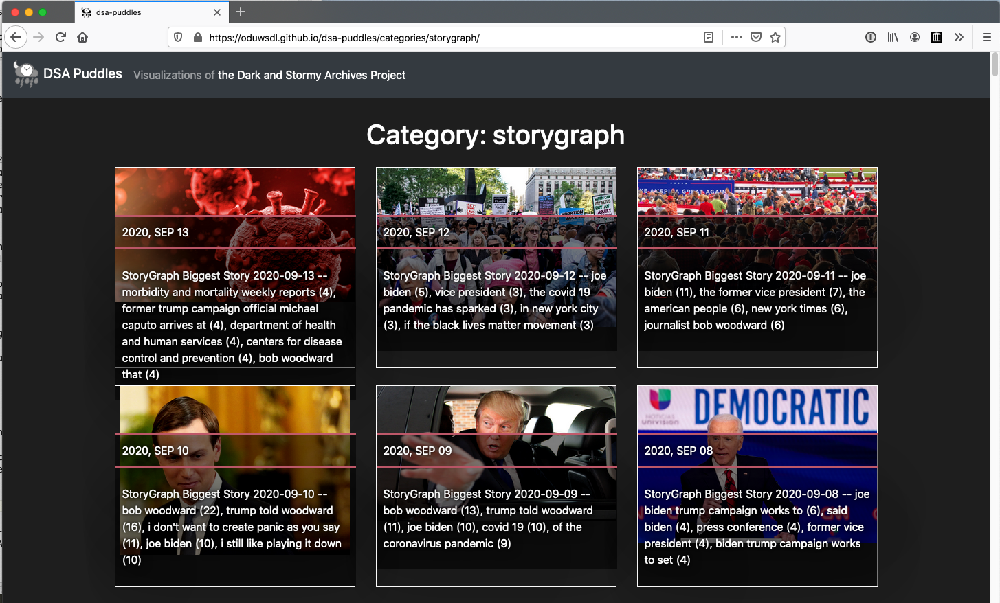 dsa-puddles
https://oduwsdl.github.io/dsa-puddles/categories/storygraph/
DSA Puddles Visualizations of the Dark and Stormy Archives Project
Category: storygraph
KE AMERICA GREAT AGAIN
2020, SEP 13
StoryGraph Biggest Story 2020-09-13 --
morbidity and mortality weekly reports (4),
former trump campaign official michael
caputo arrives at (4), department of health
and human services (4), centers for disease
control and prevention (4), bob woodward
that (4)
2020, SEP 12
StoryGraph Biggest Story 2020-09-12 -- joe
biden (5), vice president (3), the covid 19
pandemic has sparked (3), in new york city
(3), if the black lives matter movement (3)
2020, SEP 11
StoryGraph Biggest Story 2020-09-11 -- joe
biden (11), the former vice president (7), the
american people (6), new york times (6),
journalist bob woodward (6)
2020, SEP 10
StoryGraph Biggest Story 2020-09-10 --
bob woodward (22), trump told woodward
(16), i don't want to create panic as you say
(11), joe biden (10), i still like playing it down
(10)
2020, SEP 09
StoryGraph Biggest Story 2020-09-09 --
bob woodward (13), trump told woodward
(11), joe biden (10), covid 19 (10), of the
coronavirus pandemic (9)
NOTICIAS
UNIVISION
DEMOCRATIC
2020, SEP 08
StoryGraph Biggest Story 2020-09-08 -- joe
biden trump campaign works to (6), said
biden (4), press conference (4), former vice
president (4), biden trump campaign works
to set (4)